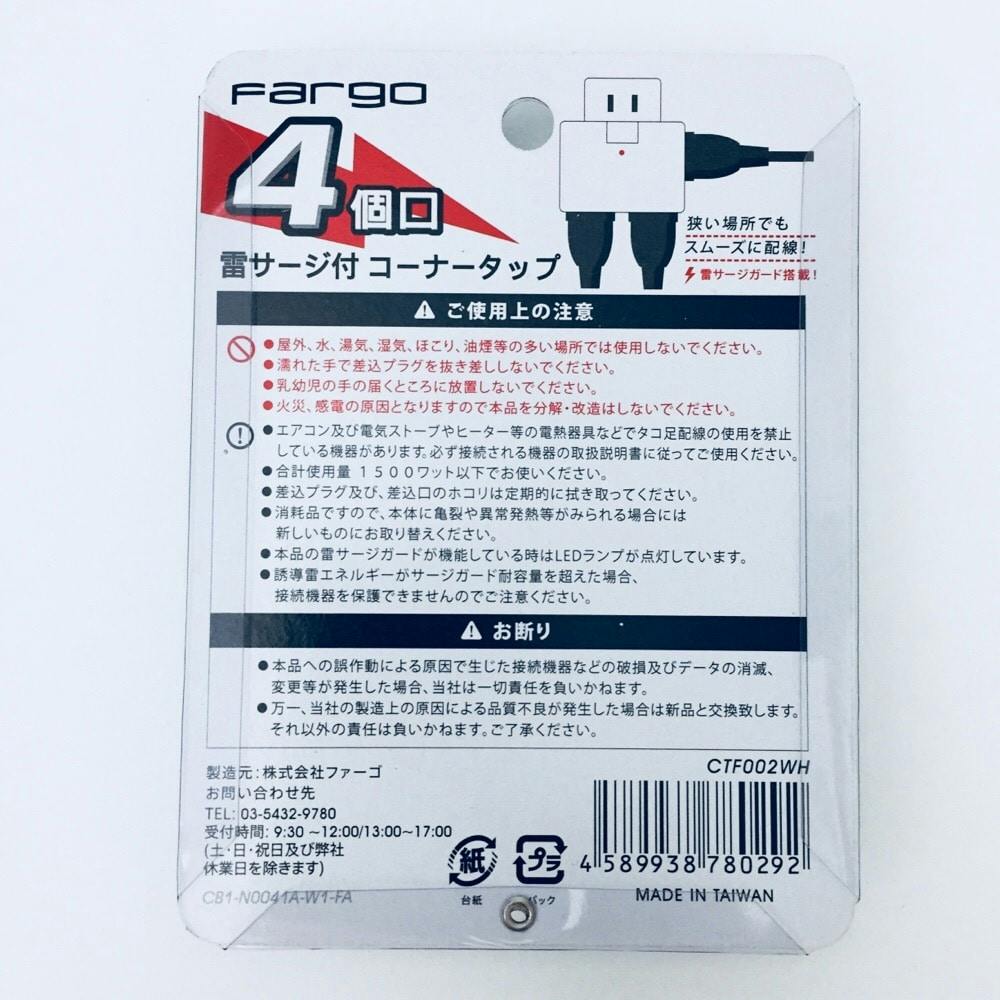 Fargo
4個口
雷サージ付 コーナータップ
狭い場所でも
スムーズに配線!
雷サージガード搭載!
ご使用上の注意
●屋外、水、湯気、湿気、ほこり、油煙等の多い場所では使用しないでください。
●濡れた手で差込プラグを抜き差ししないでください。
●乳幼児の手の届くところに放置しないでください。
●火災、感電の原因となりますので本品を分解・改造はしないでください。
●エアコン及び電気ストーブやヒーター等の電熱器具などでタコ足配線の使用を禁止
している機器があります。必ず接続される機器の取扱説明書に従ってご使用ください。
●合計使用量 1500ワット以下でお使いください。
●差込プラグ及び、差込口のホコリは定期的に拭き取ってください。
●消耗品ですので、本体に亀裂や異常発熱等がみられる場合には
新しいものにお取り替えください。
●本品の雷サージガードが機能している時はLEDランプが点灯しています。
●誘導雷エネルギーがサージガード耐容量を超えた場合、
接続機器を保護できませんのでご注意ください。
お断り
●本品への誤作動による原因で生じた接続機器などの破損及びデータの消滅、
変更等が発生した場合、当社は一切責任を負いかねます。
●万一、当社の製造上の原因による品質不良が発生した場合は新品と交換致します。
それ以外の責任は負いかねます。ご了承ください。
製造元:株式会社ファーゴ
お問い合わせ先
TEL: 03-5432-9780
受付時間: 9:30 ~12:00/13:00~17:00
(土・日・祝日及び弊社
休業日を除きます)
CB1-N0041A-W1-FA
紙
台紙
プラ
パック
CTF002WH
4 589938 780292
MADE IN TAIWAN